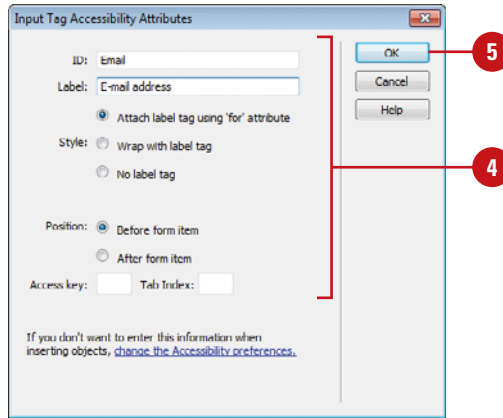 Input Tag Accessibility Attributes
ID: Email
OK
5
Label: E-mail address
Cancel
Attach label tag using 'for' attribute
Help
Style: Wrap with label tag
4
No label tag
Position: Before form item
After form item
Access key: Tab Index:
If you don't want to enter this information when
inserting objects, change the Accessibility preferences.